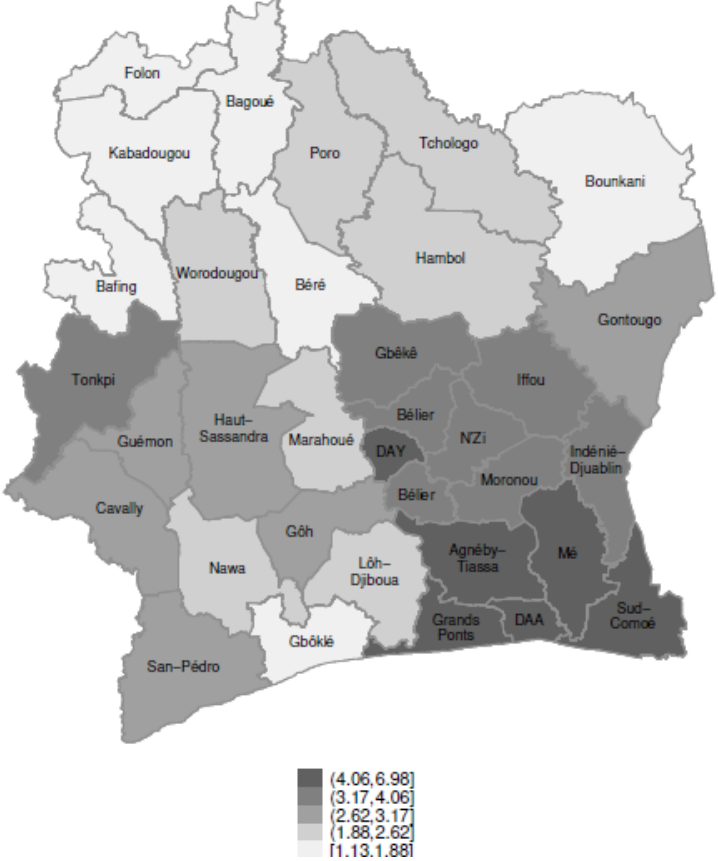 Folon
Bagoué
Kabadougou
Poro
Tchologo
Bounkani
Hambol
Worodougou
Béré
Bafing
Gontougo
Gbêkê
Tonkpi
Iffou
Bélier
Haut–
Sassandra
Guémon
Marahoué
N'Zi
DAY
Indénié–
Djuablin
Moronou
Bélier
Cavally
Gôh
Agnéby–
Tiassa
Mé
Nawa
Lôh–
Djiboua
Sud–
Comoé
Grands
Ponts
DAA
Gbôklé
San–Pédro
(4.06,6.98]
(3.17,4.06]
(2.62,3.17]
(1.88,2.62]
[1.13,1.88]